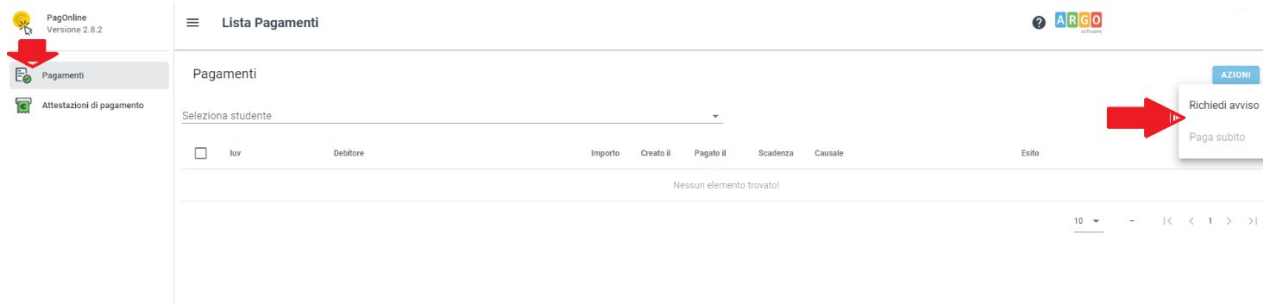 PagOnline
Versione 2.8.2
Lista Pagamenti
ARGO
software
Pagamenti
Attestazioni di pagamento
Pagamenti
AZIONI
Richiedi avviso
Paga subito
Seleziona studente
Iuv Debitore Importo Creato il Pagato il Scadenza Causale Esito
Nessun elemento trovato!
10 – 1